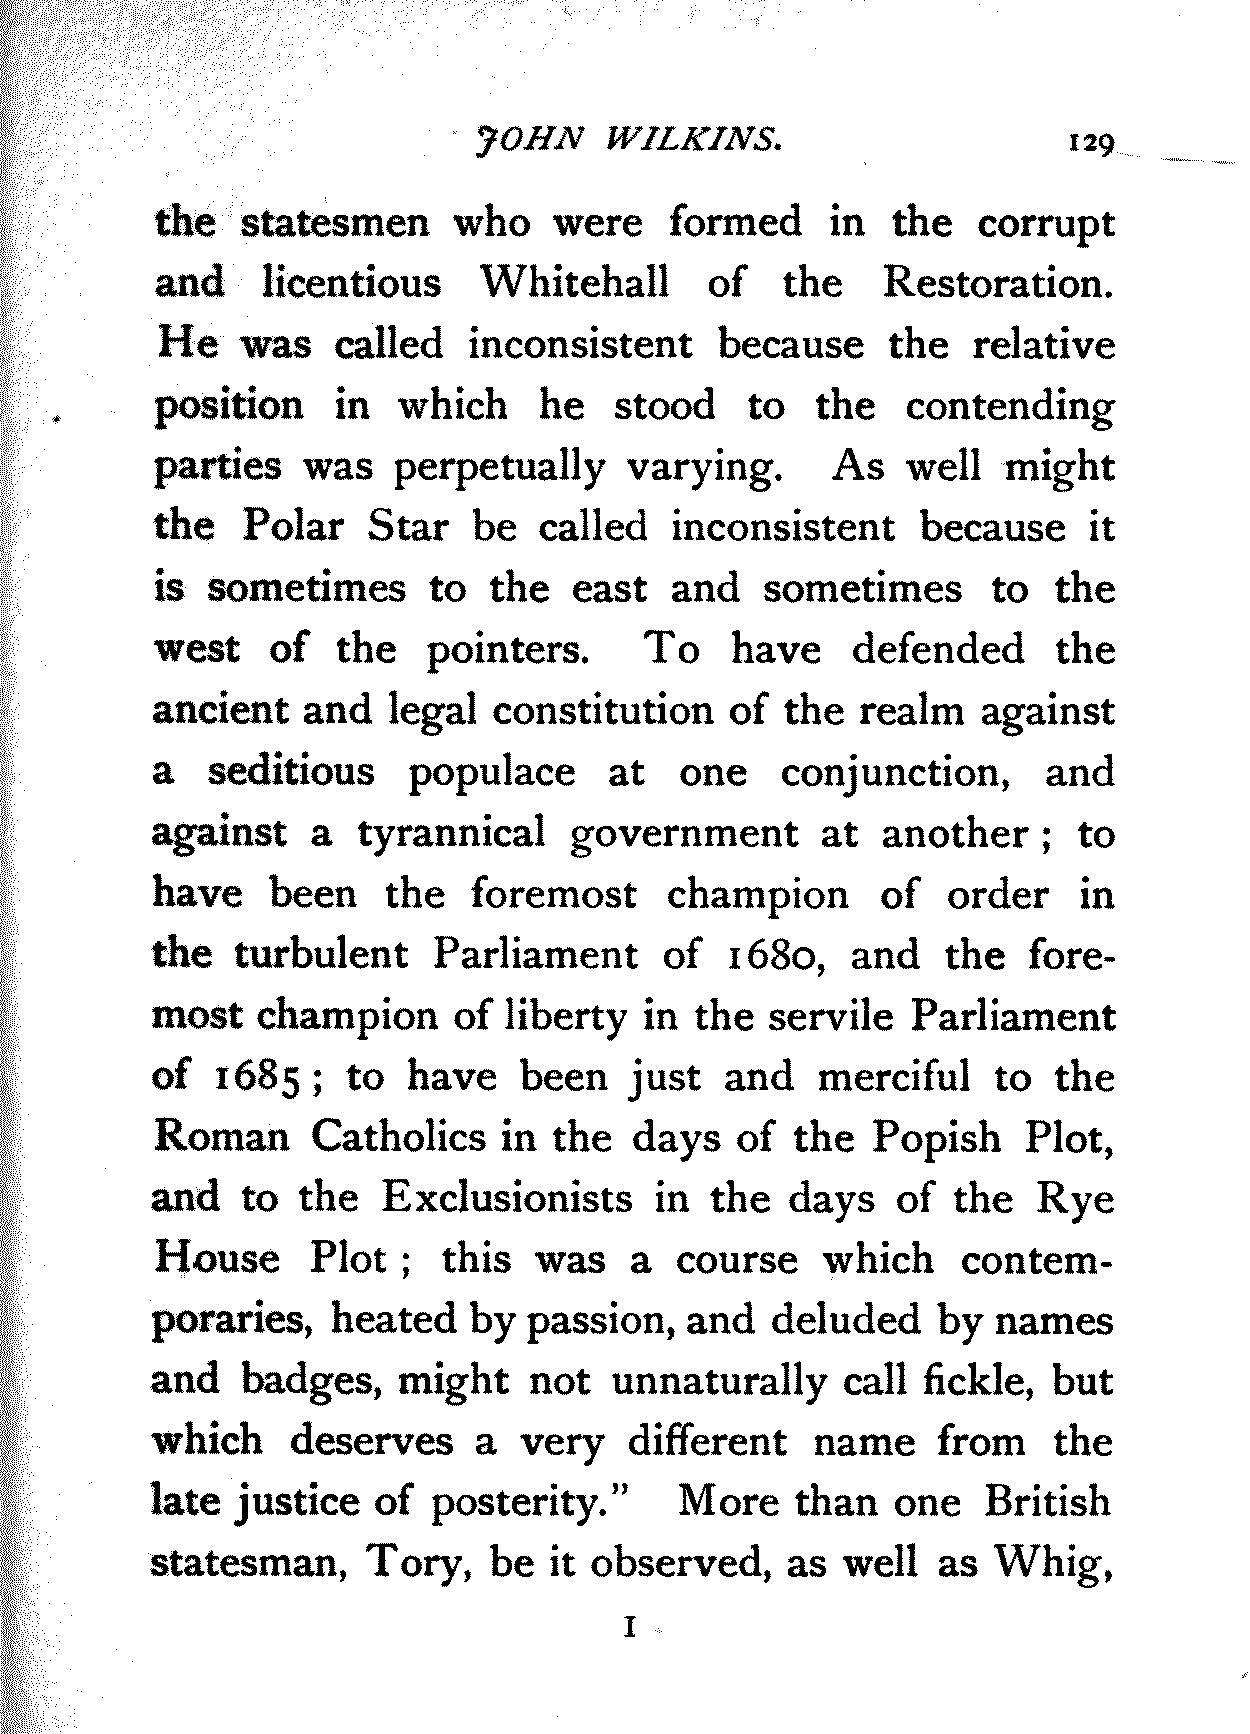 JOHN WILKINS. 129
the statesmen who were formed in the corrupt
and licentious Whitehall of the Restoration.
He was called inconsistent because the relative
position in which he stood to the contending
parties was perpetually varying. As well might
the Polar Star be called inconsistent because it
is sometimes to the east and sometimes to the
west of the pointers. To have defended the
ancient and legal constitution of the realm against
a seditious populace at one conjunction, and
against a tyrannical government at another ; to
have been the foremost champion of order in
the turbulent Parliament of 1680, and the fore-
most champion of liberty in the servile Parliament
of 1685 ; to have been just and merciful to the
Roman Catholics in the days of the Popish Plot,
and to the Exclusionists in the days of the Rye
House Plot ; this was a course which contem-
poraries, heated by passion, and deluded by names
and badges, might not unnaturally call fickle, but
which deserves a very different name from the
late justice of posterity.” More than one British
statesman, Tory, be it observed, as well as Whig,
I